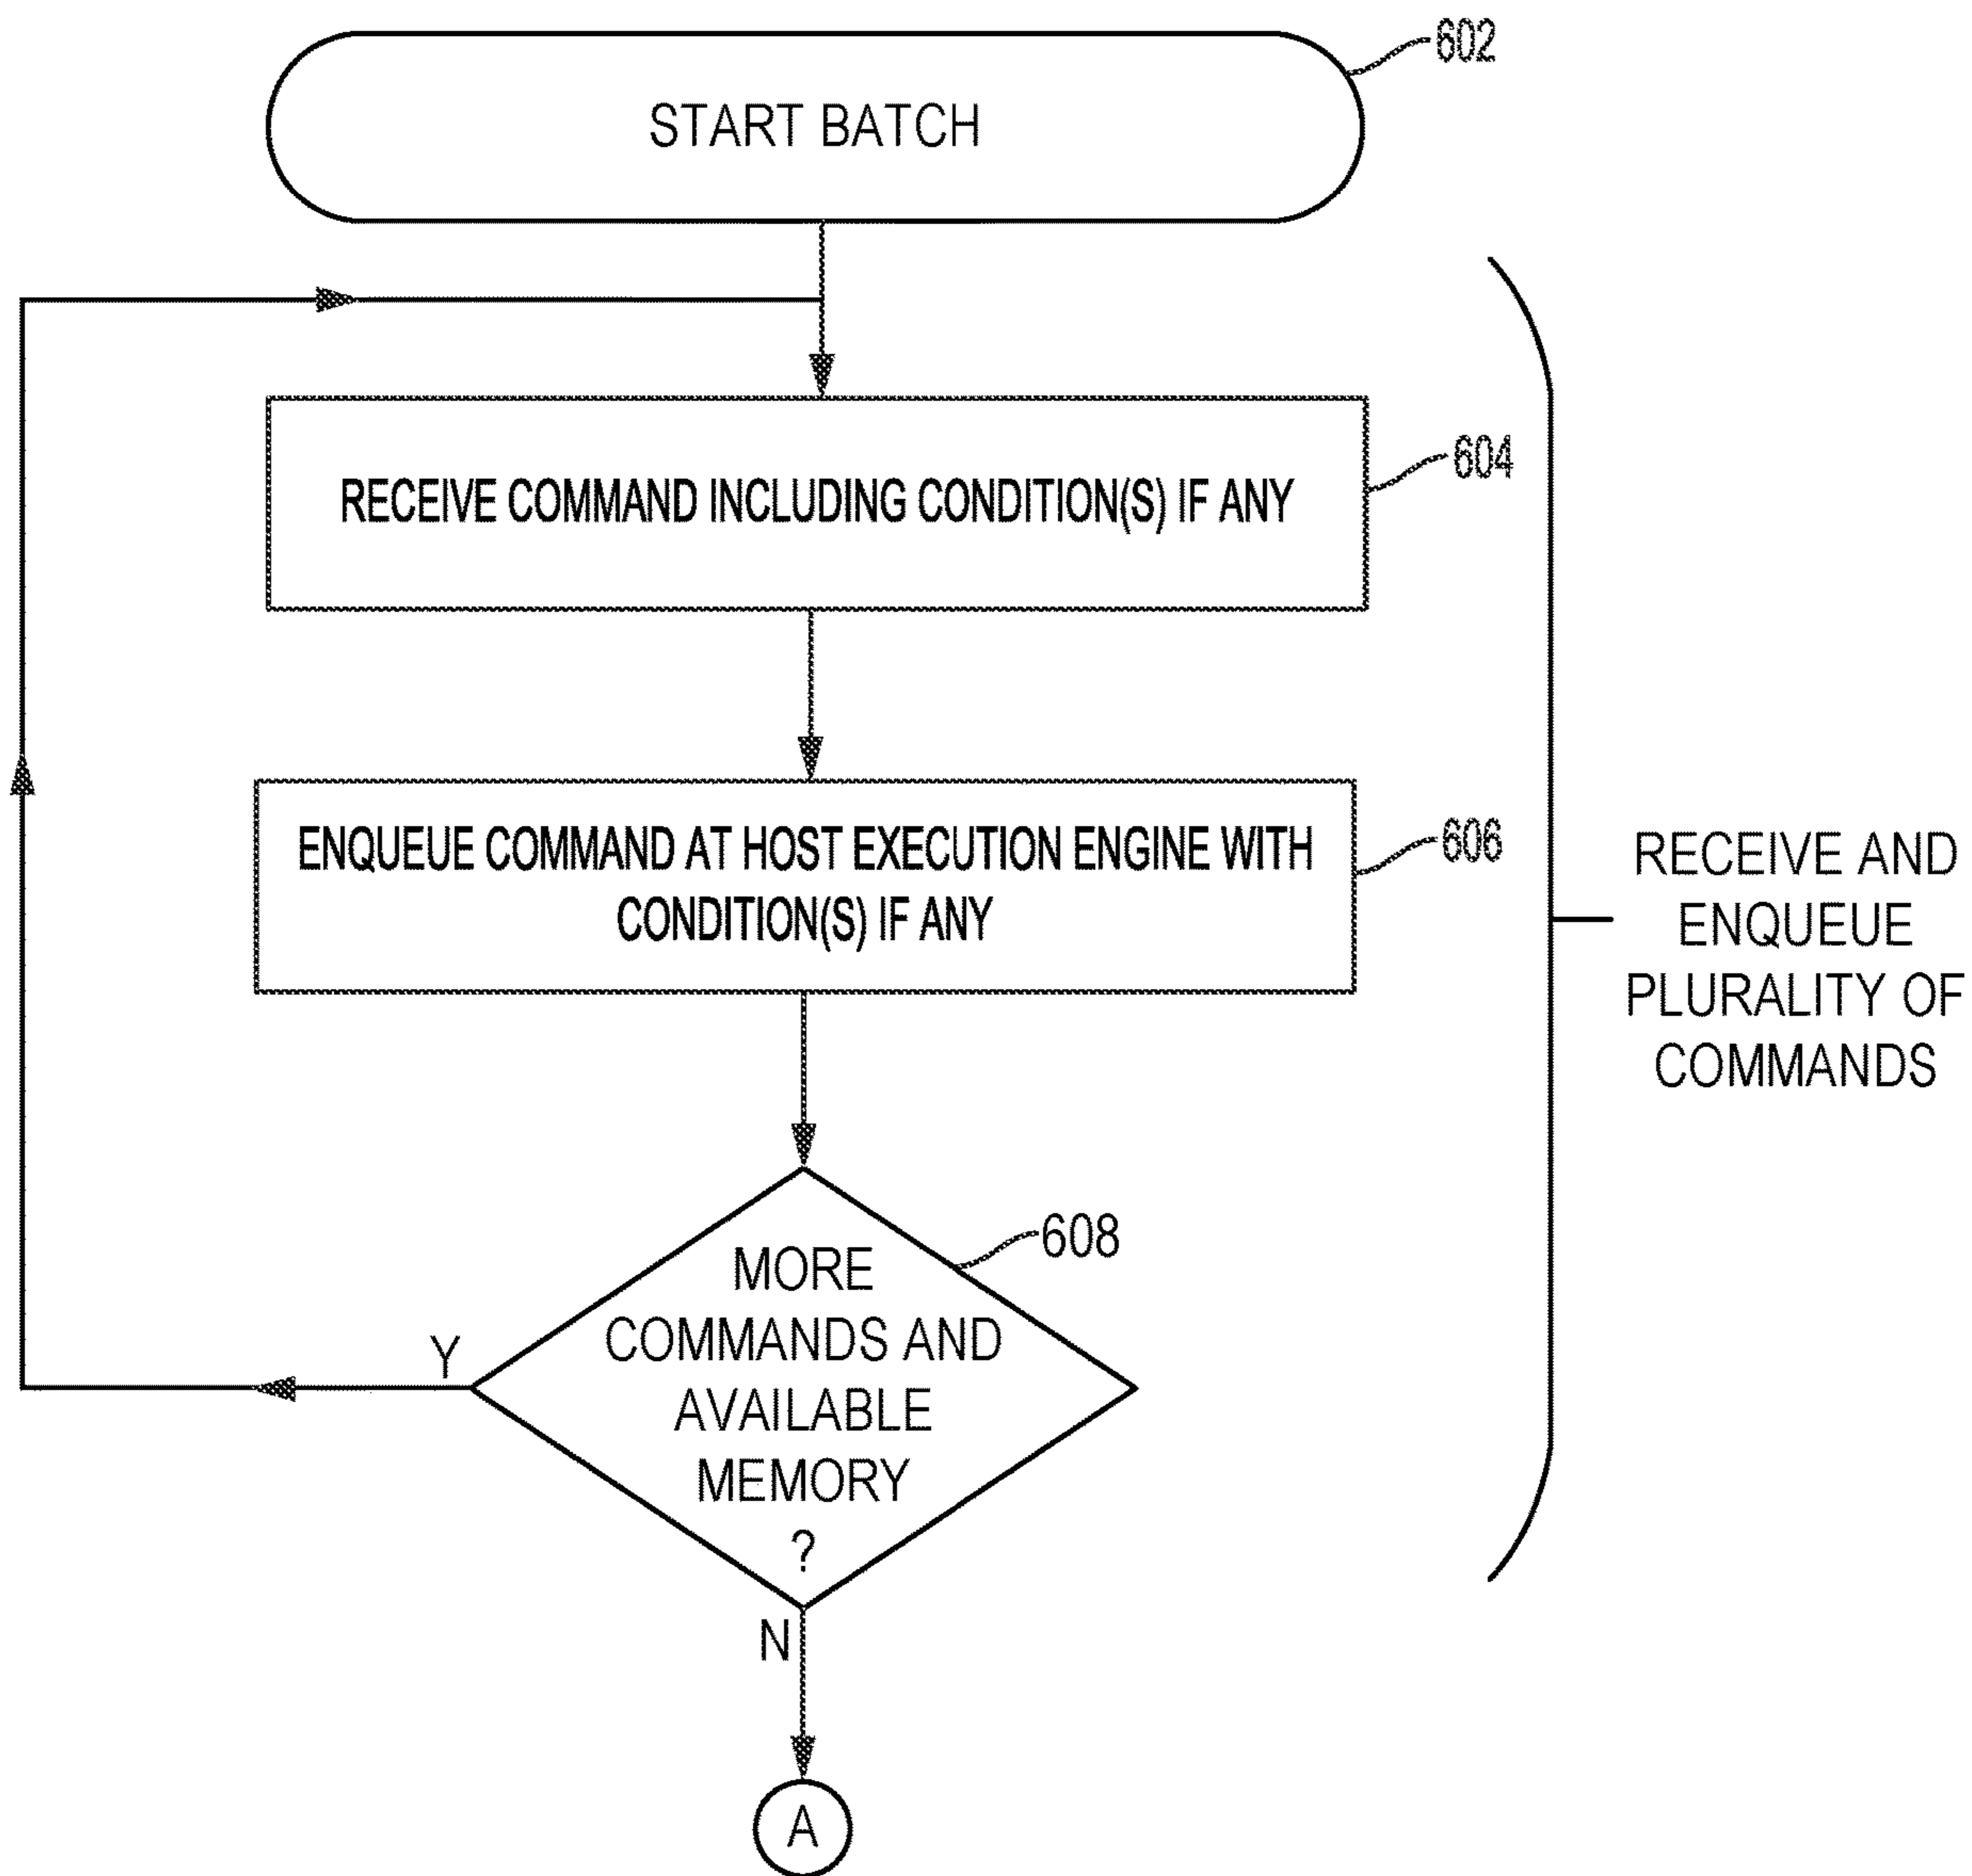 602
START BATCH
604
RECEIVE COMMAND INCLUDING CONDITION(S) IF ANY
606
ENQUEUE COMMAND AT HOST EXECUTION ENGINE WITH
CONDITION(S) IF ANY
RECEIVE AND
ENQUEUE
PLURALITY OF
COMMANDS
608
MORE
COMMANDS AND
AVAILABLE
MEMORY
?
Y
N
A